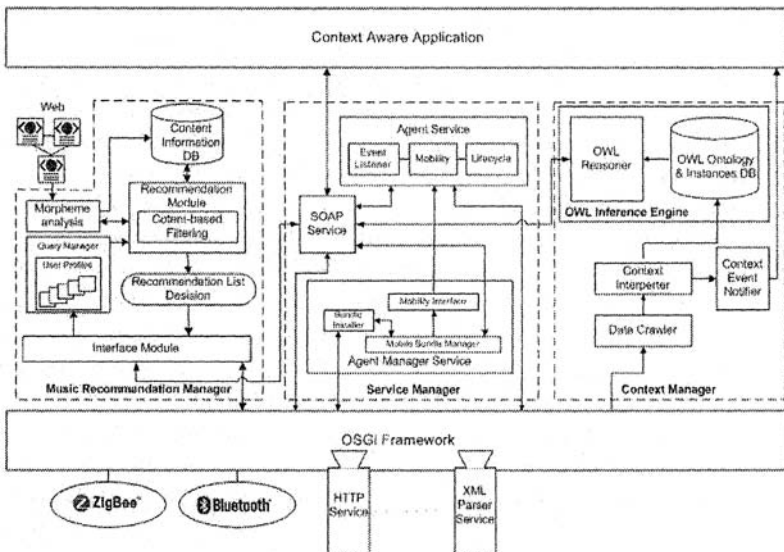 Context Aware Application
Web
Content
Information
DB
Morpheme
analysis
Recommendation
Module
Cotent-based
Filtering
Query Manager
User Profiles
Recommendation List
Desision
Interface Module
Music Recommendation Manager
Agent Service
Event
Listener
Mobility
Lifecycle
SOAP
Service
Mobility Interface
Bundle
Installer
Mobile Bundle Manager
Agent Manager Service
Service Manager
OWL
Reasoner
OWL Ontology
& Instances DB
OWL Inference Engine
Context
Interperter
Context
Event
Notifier
Data Crawler
Context Manager
OSGi Framework
ZigBee™
Bluetooth™
HTTP
Service
XML
Parser
Service